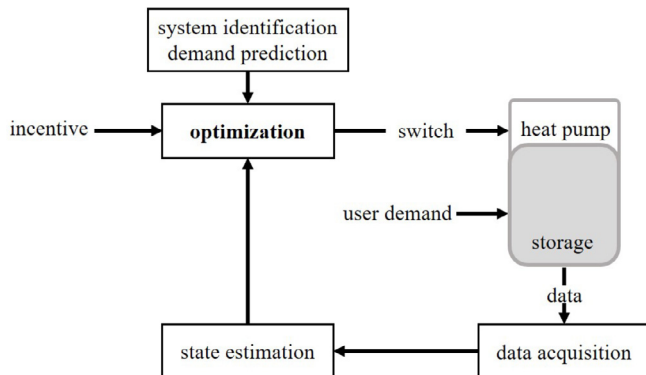 system identification
demand prediction
incentive
optimization
switch
heat pump
user demand
storage
data
state estimation
data acquisition